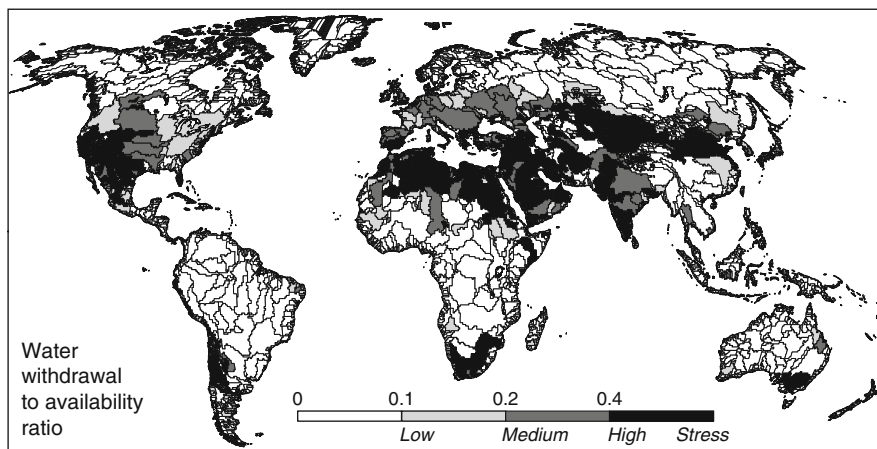 Water
withdrawal
to availability
ratio
0 0.1 0.2 0.4
Low Medium High Stress